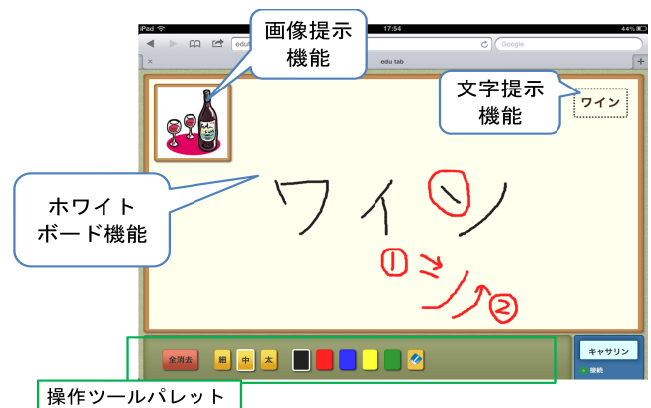 iPad
17:54
44%
画像提示
機能
edu
Google
edu tab
文字提示
機能
ワイン
ホワイト
ボード機能
ワイン
① ②
全消去 細 中 太
キャサリン
接続
操作ツールパレット